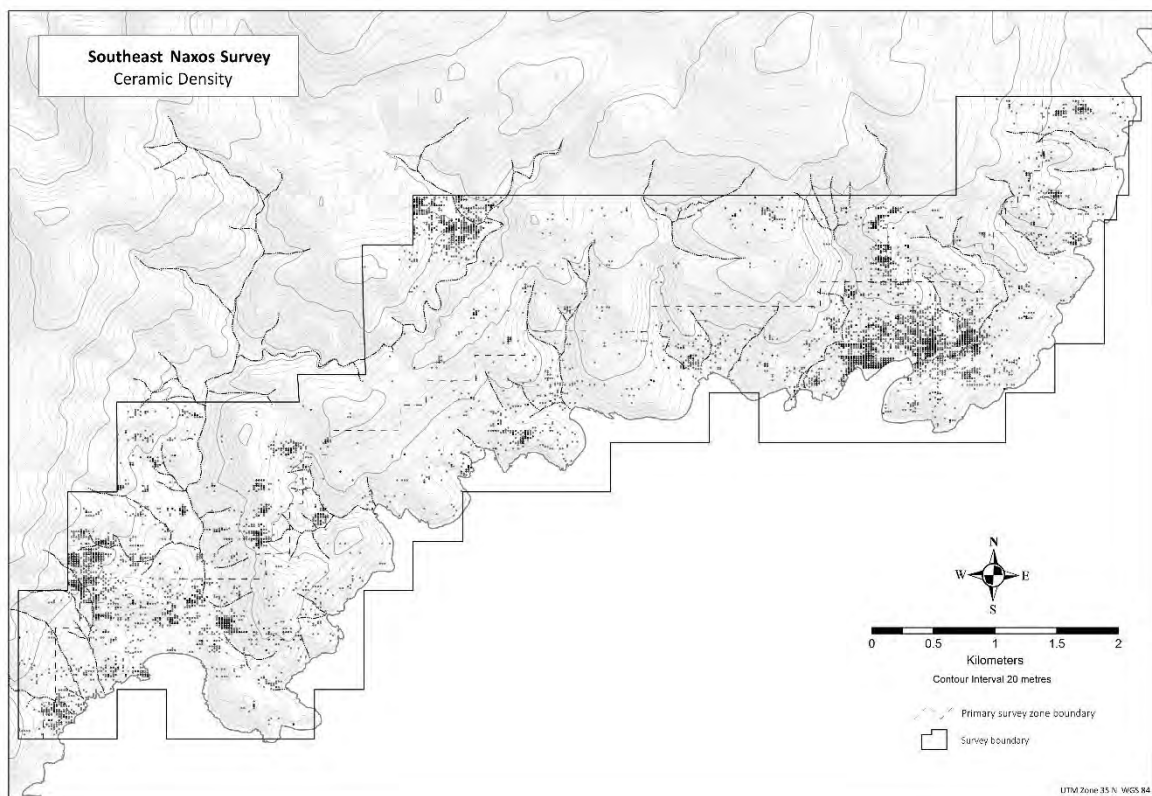 Southeast Naxos Survey
Ceramic Density
N
W E
S
0 0.5 1 1.5 2
Kilometers
Contour Interval 20 metres
Primary survey zone boundary
Survey boundary
UTM Zone 35 N WGS 84